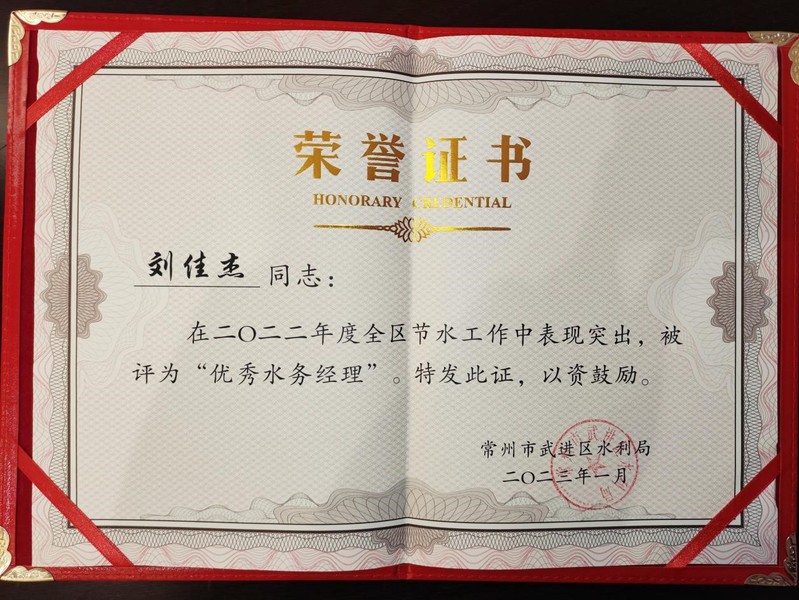 荣誉证书
HONORARY CREDENTIAL
刘佳杰 同志：
在二〇二二年度全区节水工作中表现突出，被
评为“优秀水务经理”。特发此证，以资鼓励。
常州市武进区水利局
二〇二三年一月